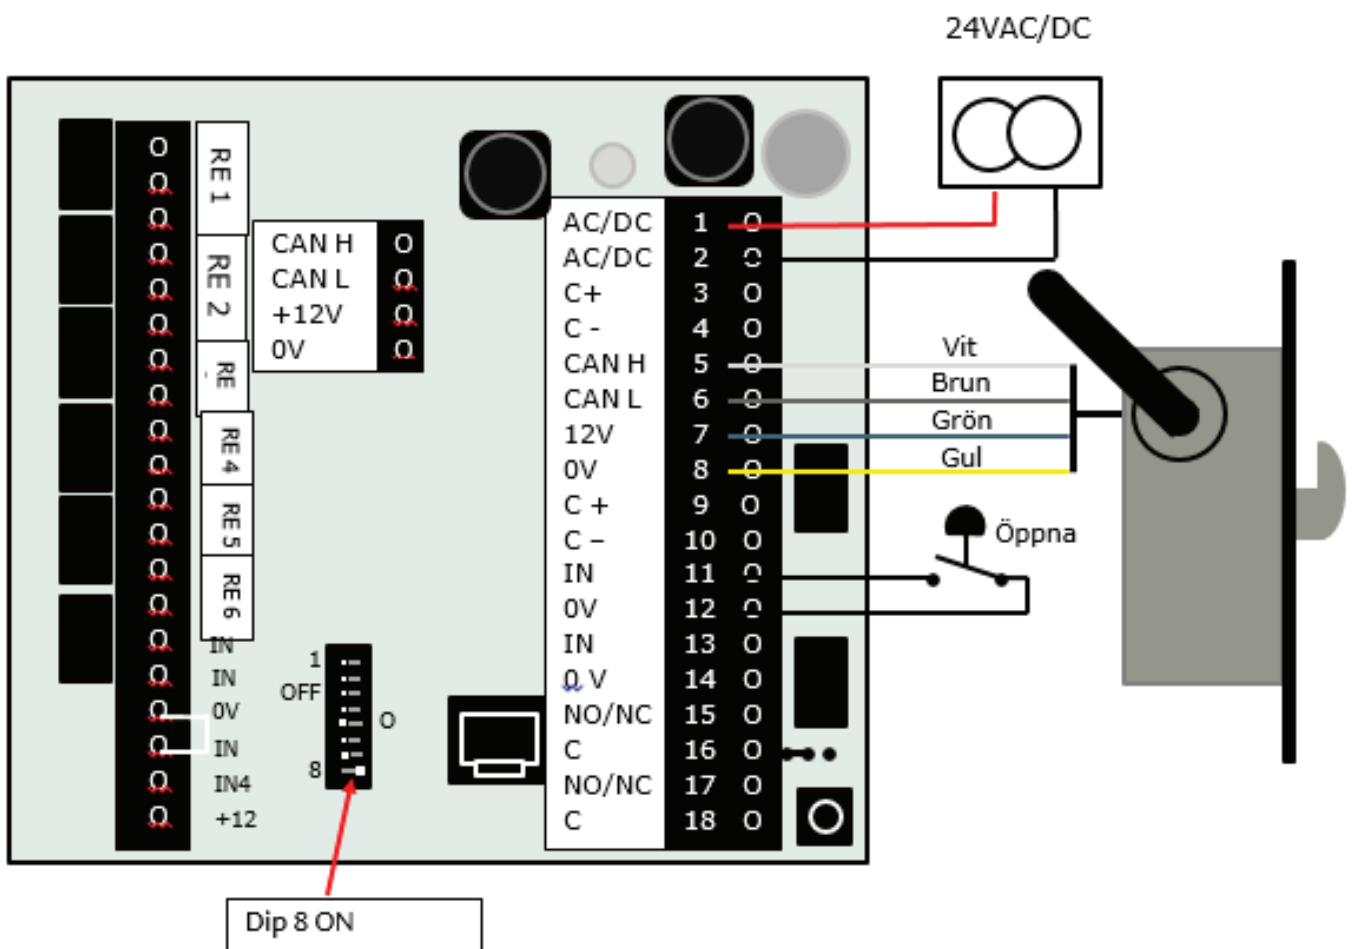 24VAC/DC
RE 1
RE 2
RE
RE 4
RE 5
RE 6
IN
IN
0V
IN
IN4
+12
CAN H O
CAN L O
+12V O
0V O
1
OFF
O
8
AC/DC 1 O
AC/DC 2 O
C+ 3 O
C - 4 O
CAN H 5 O
CAN L 6 O
12V 7 O
0V 8 O
C + 9 O
C – 10 O
IN 11 O
0V 12 O
IN 13 O
0 V 14 O
NO/NC 15 O
C 16 O
NO/NC 17 O
C 18 O
Vit
Brun
Grön
Gul
Öppna
Dip 8 ON